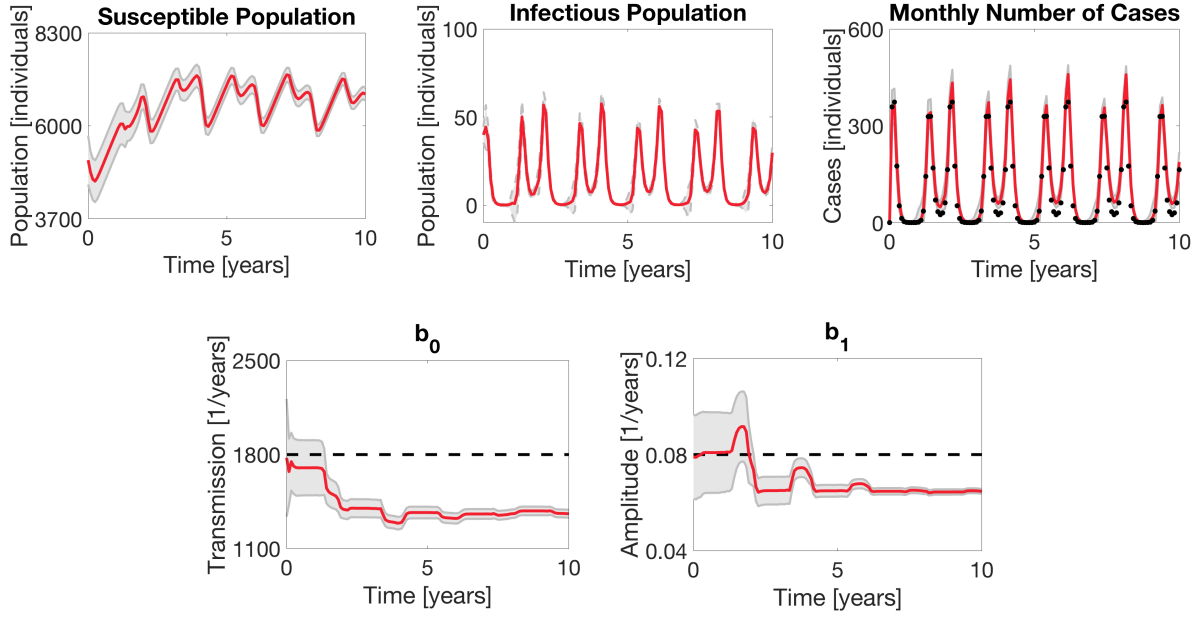 Susceptible Population
Population [individuals]
8300
6000
3700
0
5
10
Time [years]
Infectious Population
Population [individuals]
100
50
0
0
5
10
Time [years]
Monthly Number of Cases
Cases [individuals]
600
300
0
0
5
10
Time [years]
b0
Transmission [1/years]
2500
1800
1100
0
5
10
Time [years]
b1
Amplitude [1/years]
0.12
0.08
0.04
0
5
10
Time [years]